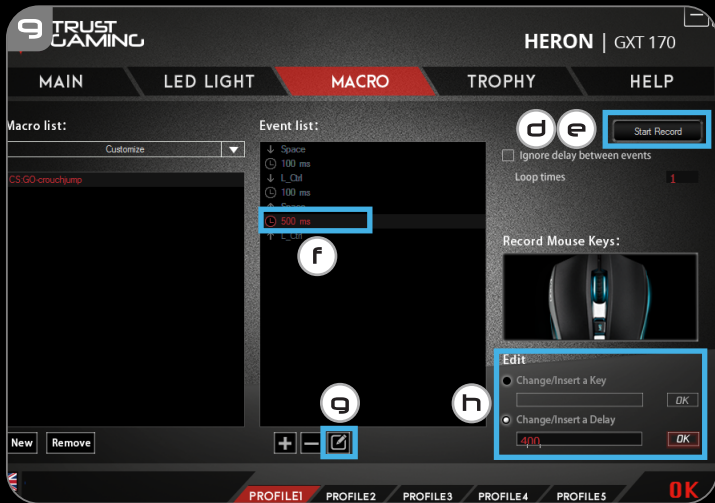 g
TRUST
GAMING
HERON | GXT 170
MAIN LED LIGHT MACRO TROPHY HELP
Macro list:
Customize
CS:GO-crouchjump
Event list:
↓ Space
100 ms
↓ L_Ctrl
100 ms
↑ Space
500 ms
↑ L_Ctrl
f
d e
Start Record
Ignore delay between events
Loop times 1
Record Mouse Keys:
h
Edit
Change/Insert a Key
OK
Change/Insert a Delay
400 OK
g
New Remove
PROFILE1 PROFILE2 PROFILE3 PROFILE4 PROFILE5 OK